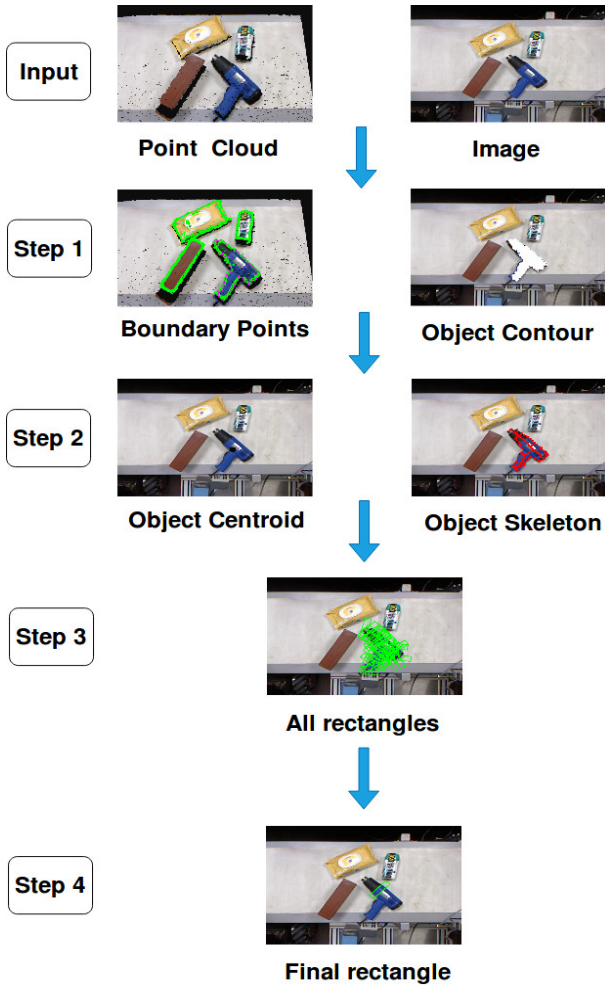 Input
Point Cloud
Image
Step 1
Boundary Points
Object Contour
Step 2
Object Centroid
Object Skeleton
Step 3
All rectangles
Step 4
Final rectangle